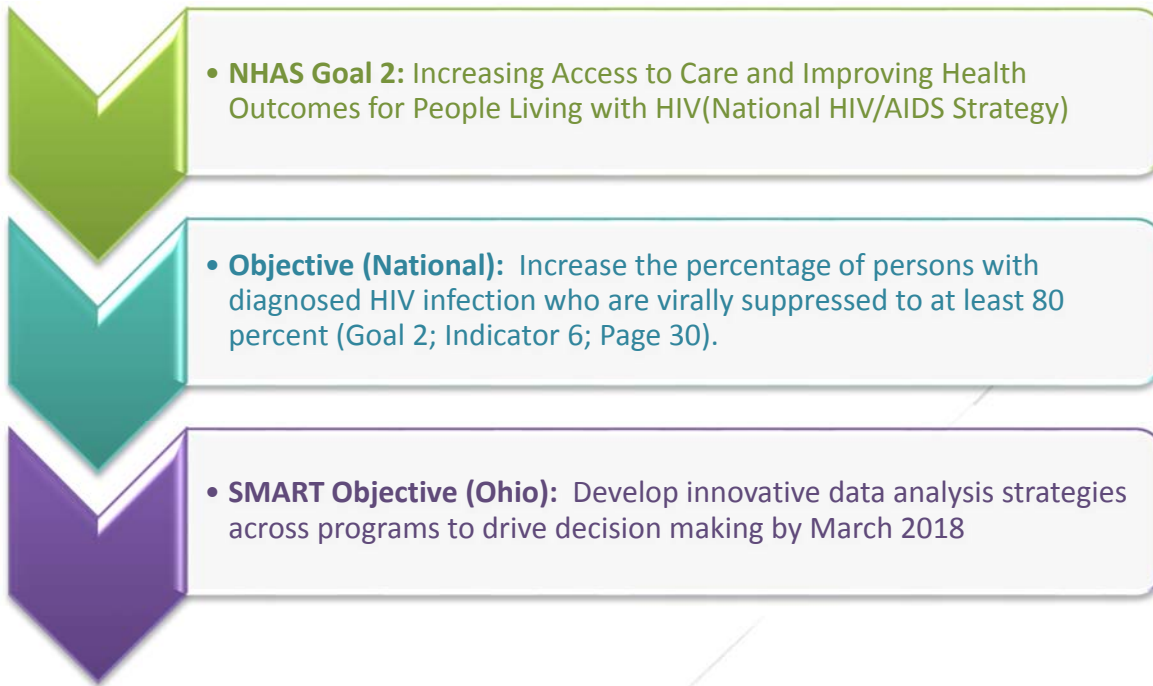 • NHAS Goal 2: Increasing Access to Care and Improving Health
Outcomes for People Living with HIV(National HIV/AIDS Strategy)
• Objective (National):  Increase the percentage of persons with
diagnosed HIV infection who are virally suppressed to at least 80
percent (Goal 2; Indicator 6; Page 30).
• SMART Objective (Ohio):  Develop innovative data analysis strategies
across programs to drive decision making by March 2018